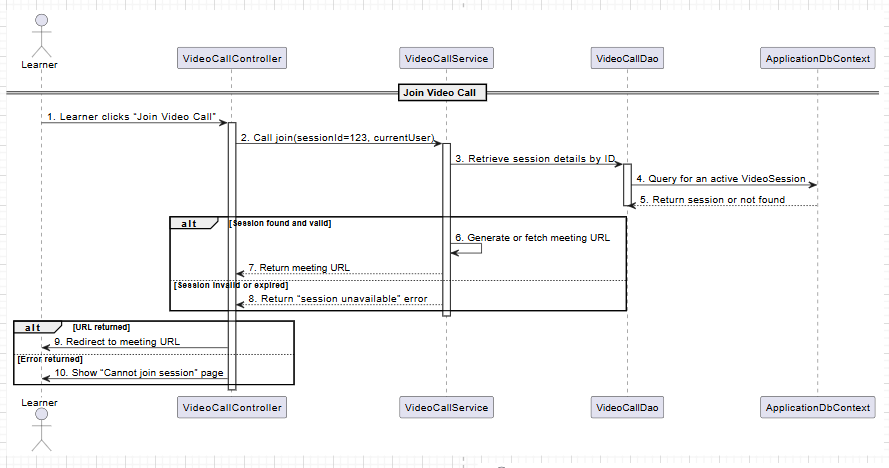 Learner
VideoCallController
VideoCallService
VideoCallDao
ApplicationDbContext
Join Video Call
1. Learner clicks "Join Video Call"
2. Call join(sessionId=123, currentUser)
3. Retrieve session details by ID
4. Query for an active VideoSession
5. Return session or not found
alt
[Session found and valid]
6. Generate or fetch meeting URL
7. Return meeting URL
[Session invalid or expired]
8. Return "session unavailable" error
alt
[URL returned]
9. Redirect to meeting URL
[Error returned]
10. Show "Cannot join session" page
Learner
VideoCallController
VideoCallService
VideoCallDao
ApplicationDbContext